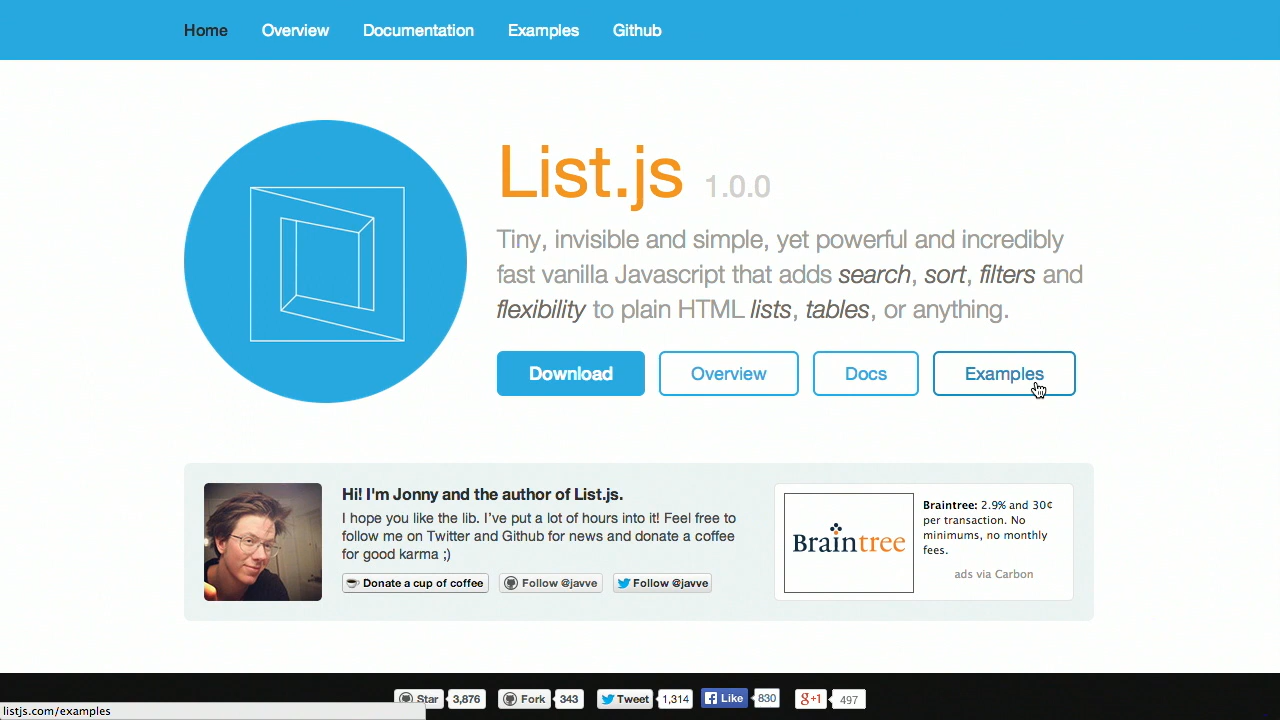 Home Overview Documentation Examples Github
List.js 1.0.0
Tiny, invisible and simple, yet powerful and incredibly
fast vanilla Javascript that adds search, sort, filters and
flexibility to plain HTML lists, tables, or anything.
Download Overview Docs Examples
Hi! I'm Jonny and the author of List.js.
I hope you like the lib. I've put a lot of hours into it! Feel free to
follow me on Twitter and Github for news and donate a coffee
for good karma ;)
Donate a cup of coffee Follow @javve Follow @javve
Braintree
Braintree: 2.9% and 30¢
per transaction. No
minimums, no monthly
fees.
ads via Carbon
Star 3,876 Fork 343 Tweet 1,314 Like 830 g+1 497
listjs.com/examples